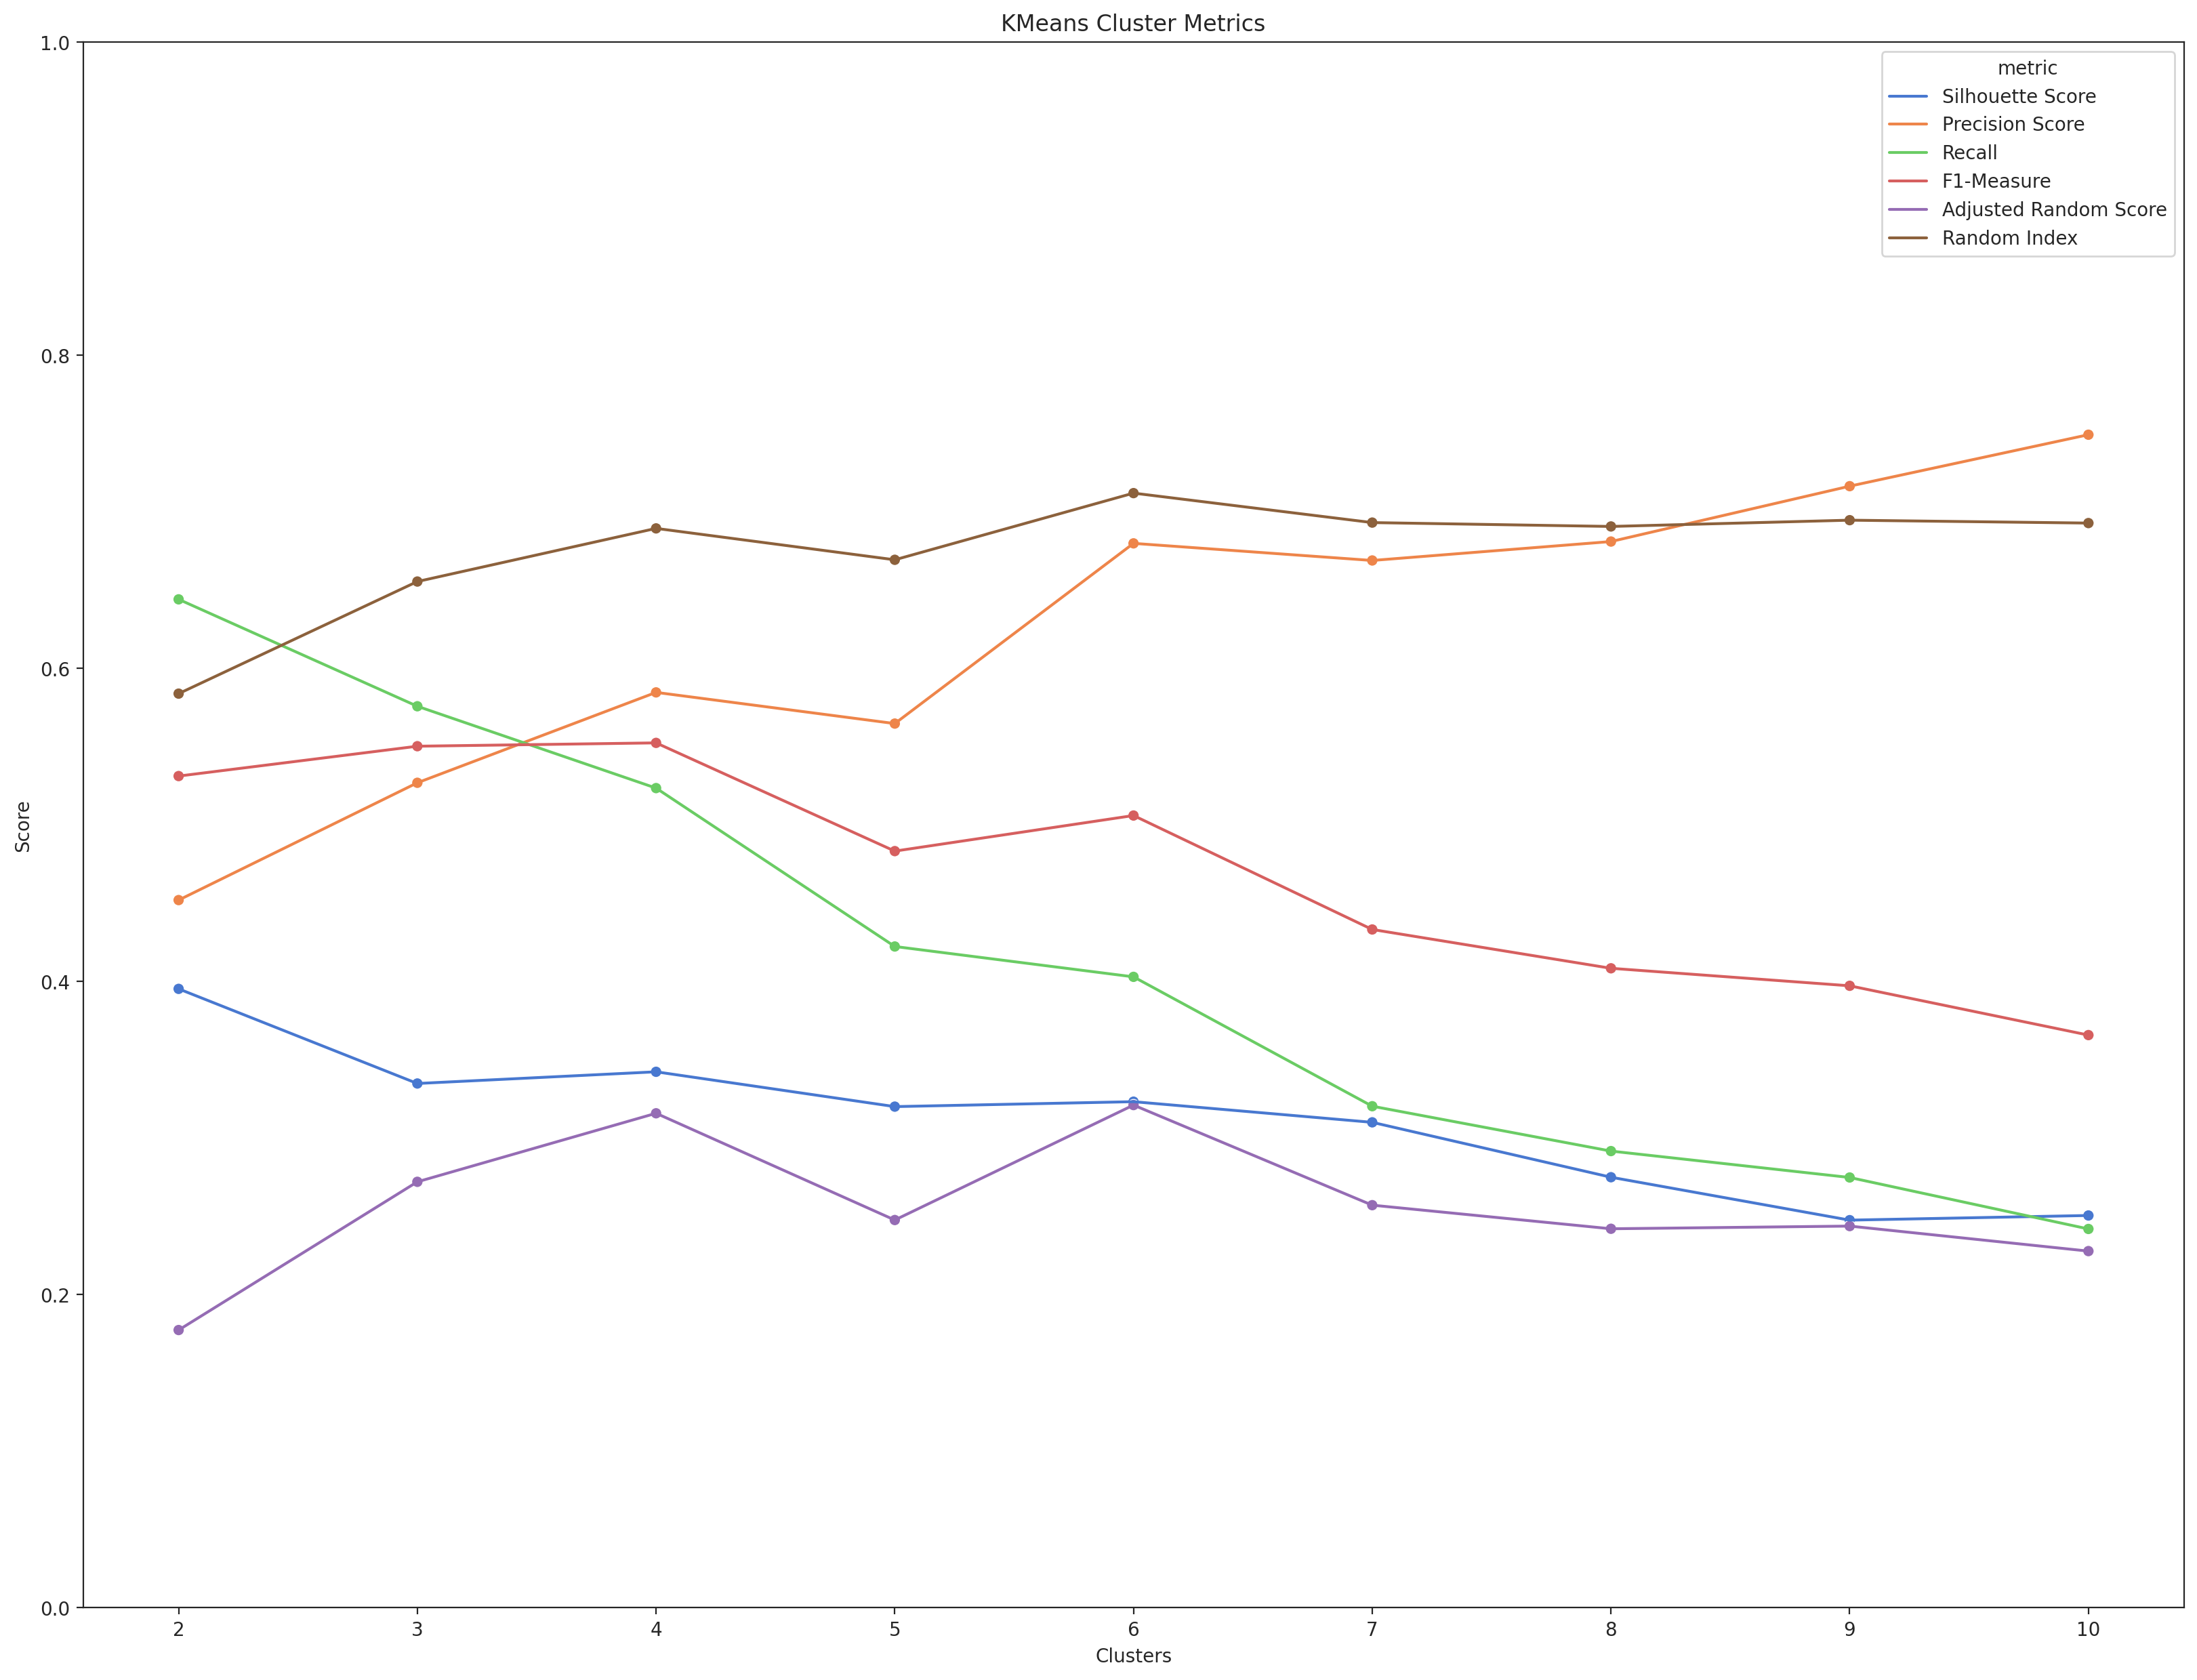 KMeans Cluster Metrics
1.0
0.8
0.6
0.4
0.2
0.0
Score
metric
Silhouette Score
Precision Score
Recall
F1-Measure
Adjusted Random Score
Random Index
2 3 4 5 6 7 8 9 10
Clusters